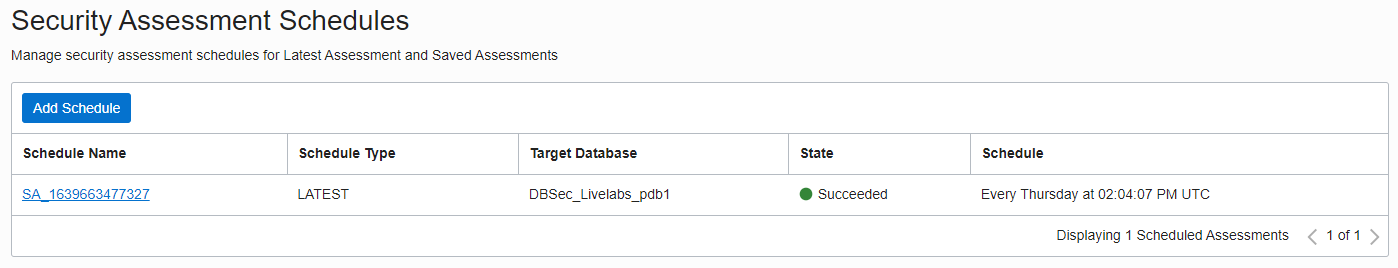 Security Assessment Schedules
Manage security assessment schedules for Latest Assessment and Saved Assessments
Add Schedule
Schedule Name Schedule Type Target Database State Schedule
SA_1639663477327 LATEST DBSec_Livelabs_pdb1 Succeeded Every Thursday at 02:04:07 PM UTC
Displaying 1 Scheduled Assessments 1 of 1